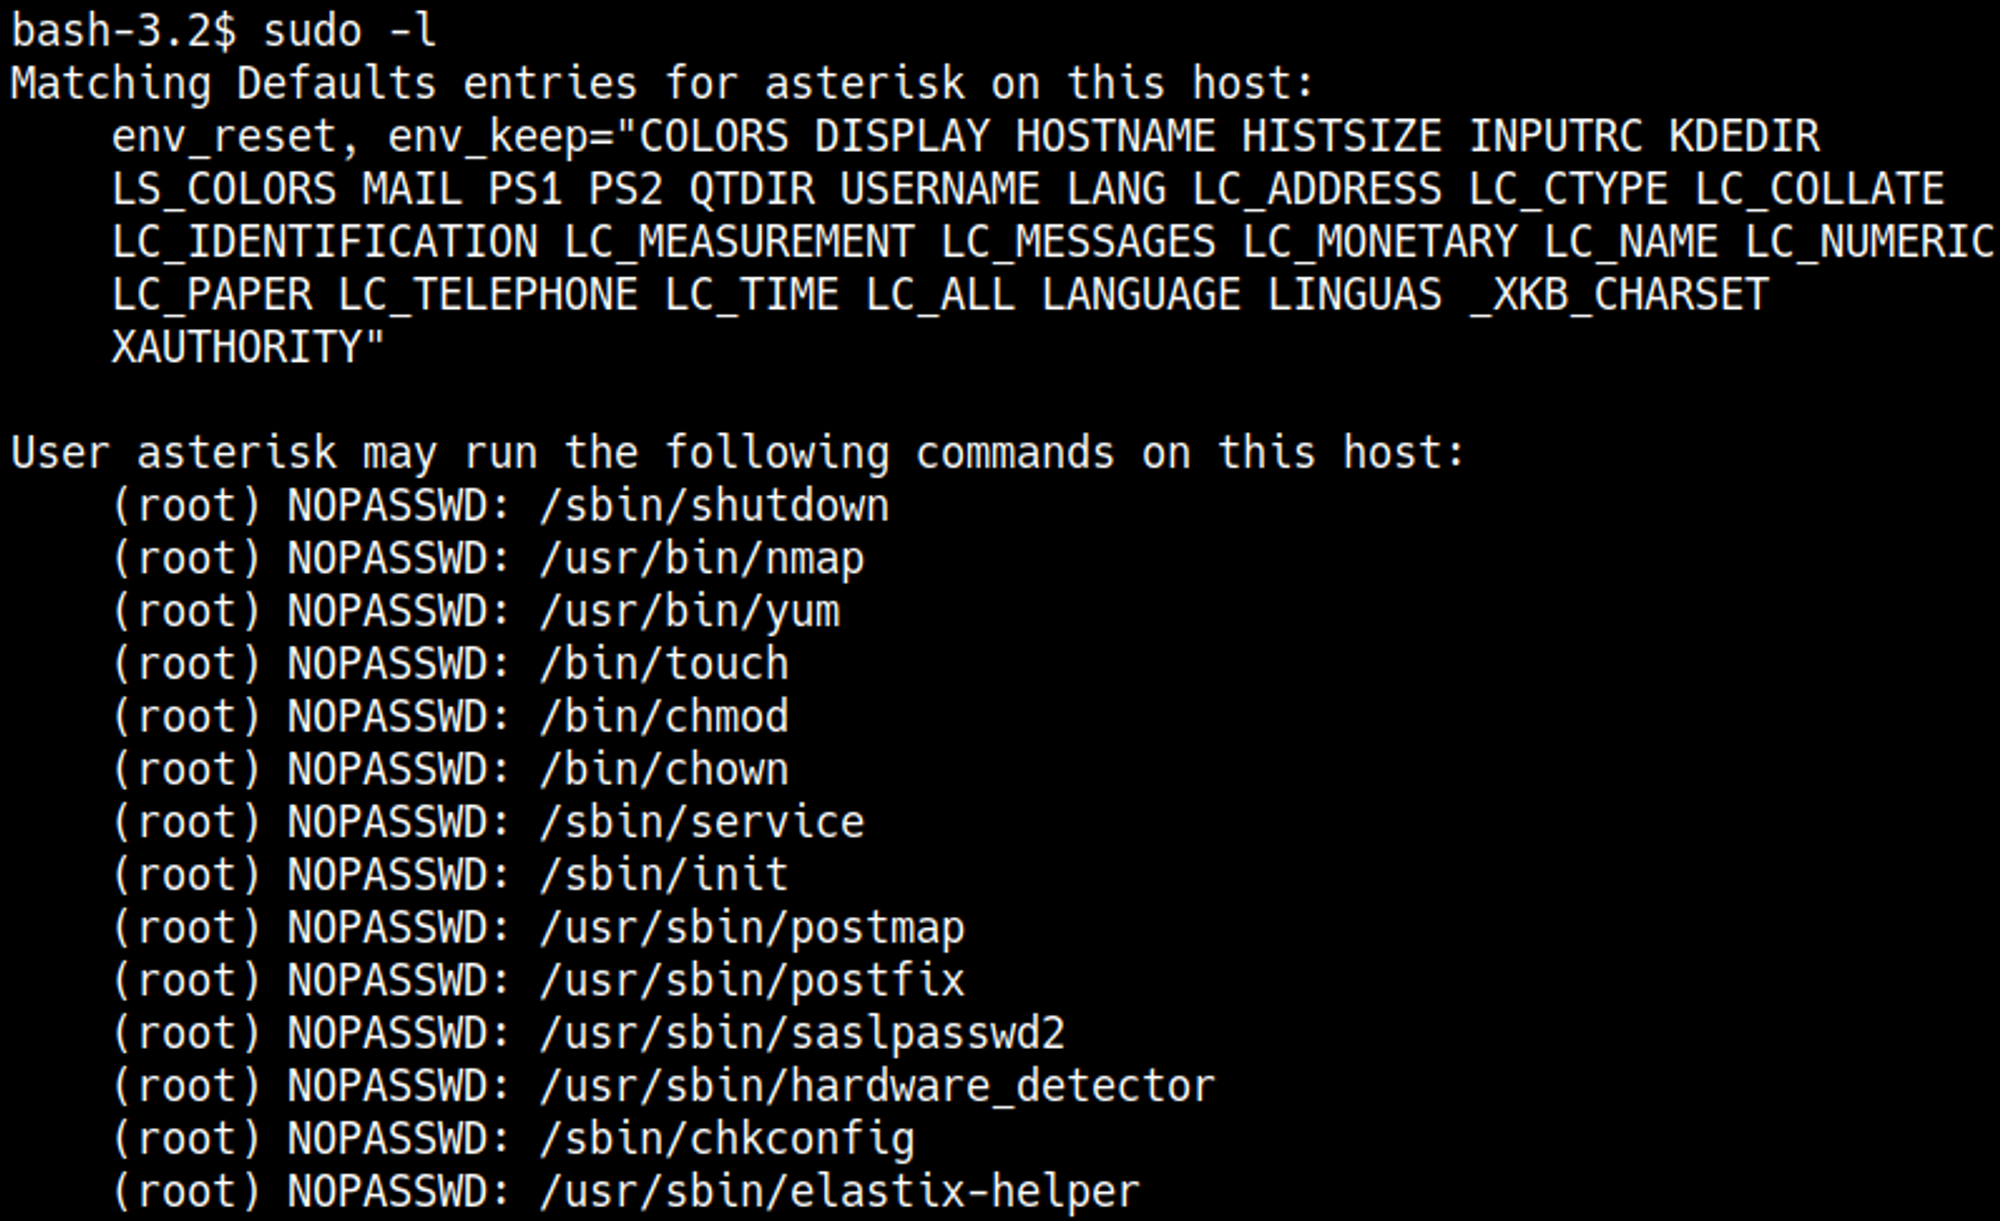 bash-3.2$ sudo -l
Matching Defaults entries for asterisk on this host:
    env_reset, env_keep="COLORS DISPLAY HOSTNAME HISTSIZE INPUTRC KDEDIR
    LS_COLORS MAIL PS1 PS2 QTDIR USERNAME LANG LC_ADDRESS LC_CTYPE LC_COLLATE
    LC_IDENTIFICATION LC_MEASUREMENT LC_MESSAGES LC_MONETARY LC_NAME LC_NUMERIC
    LC_PAPER LC_TELEPHONE LC_TIME LC_ALL LANGUAGE LINGUAS _XKB_CHARSET
    XAUTHORITY"

User asterisk may run the following commands on this host:
    (root) NOPASSWD: /sbin/shutdown
    (root) NOPASSWD: /usr/bin/nmap
    (root) NOPASSWD: /usr/bin/yum
    (root) NOPASSWD: /bin/touch
    (root) NOPASSWD: /bin/chmod
    (root) NOPASSWD: /bin/chown
    (root) NOPASSWD: /sbin/service
    (root) NOPASSWD: /sbin/init
    (root) NOPASSWD: /usr/sbin/postmap
    (root) NOPASSWD: /usr/sbin/postfix
    (root) NOPASSWD: /usr/sbin/saslpasswd2
    (root) NOPASSWD: /usr/sbin/hardware_detector
    (root) NOPASSWD: /sbin/chkconfig
    (root) NOPASSWD: /usr/sbin/elastix-helper